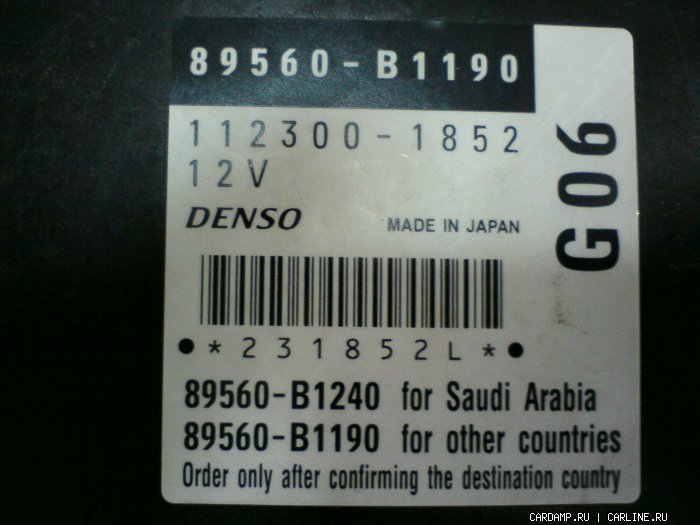 89560-B1190
112300-1852
12V
DENSO MADE IN JAPAN
G06
*231852L*
89560-B1240 for Saudi Arabia
89560-B1190 for other countries
Order only after confirming the destination country
CARDAMP.RU | CARLINE.RU